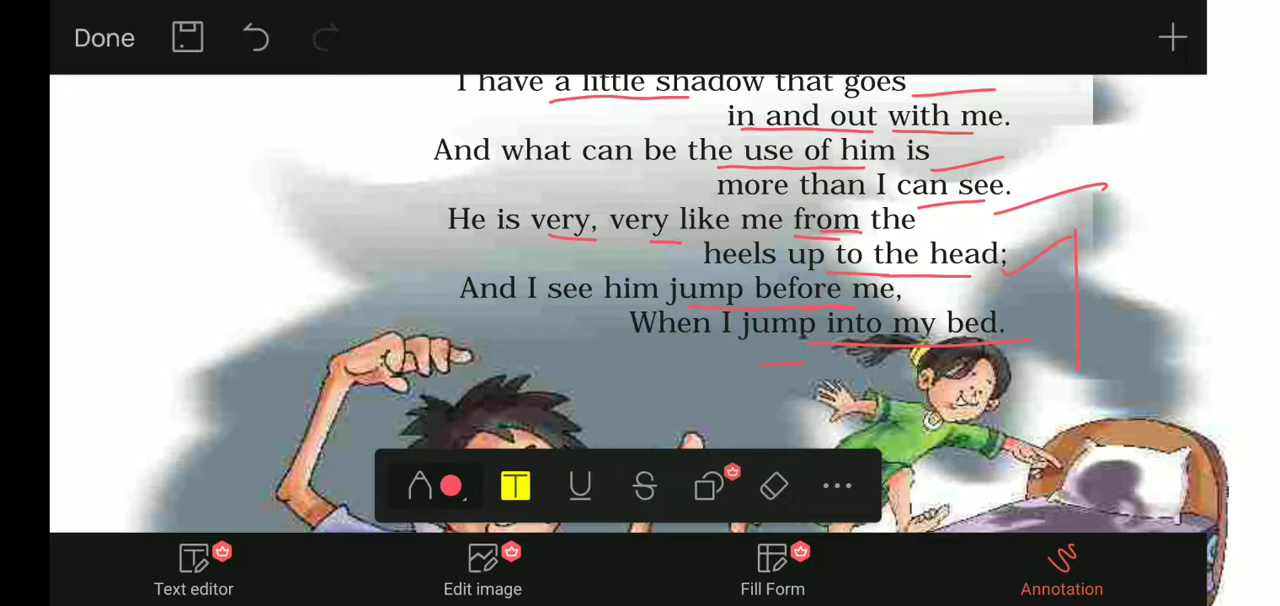 Done
I have a little shadow that goes
in and out with me.
And what can be the use of him is
more than I can see.
He is very, very like me from the
heels up to the head;
And I see him jump before me,
When I jump into my bed.
T
U
S
Text editor
Edit image
Fill Form
Annotation